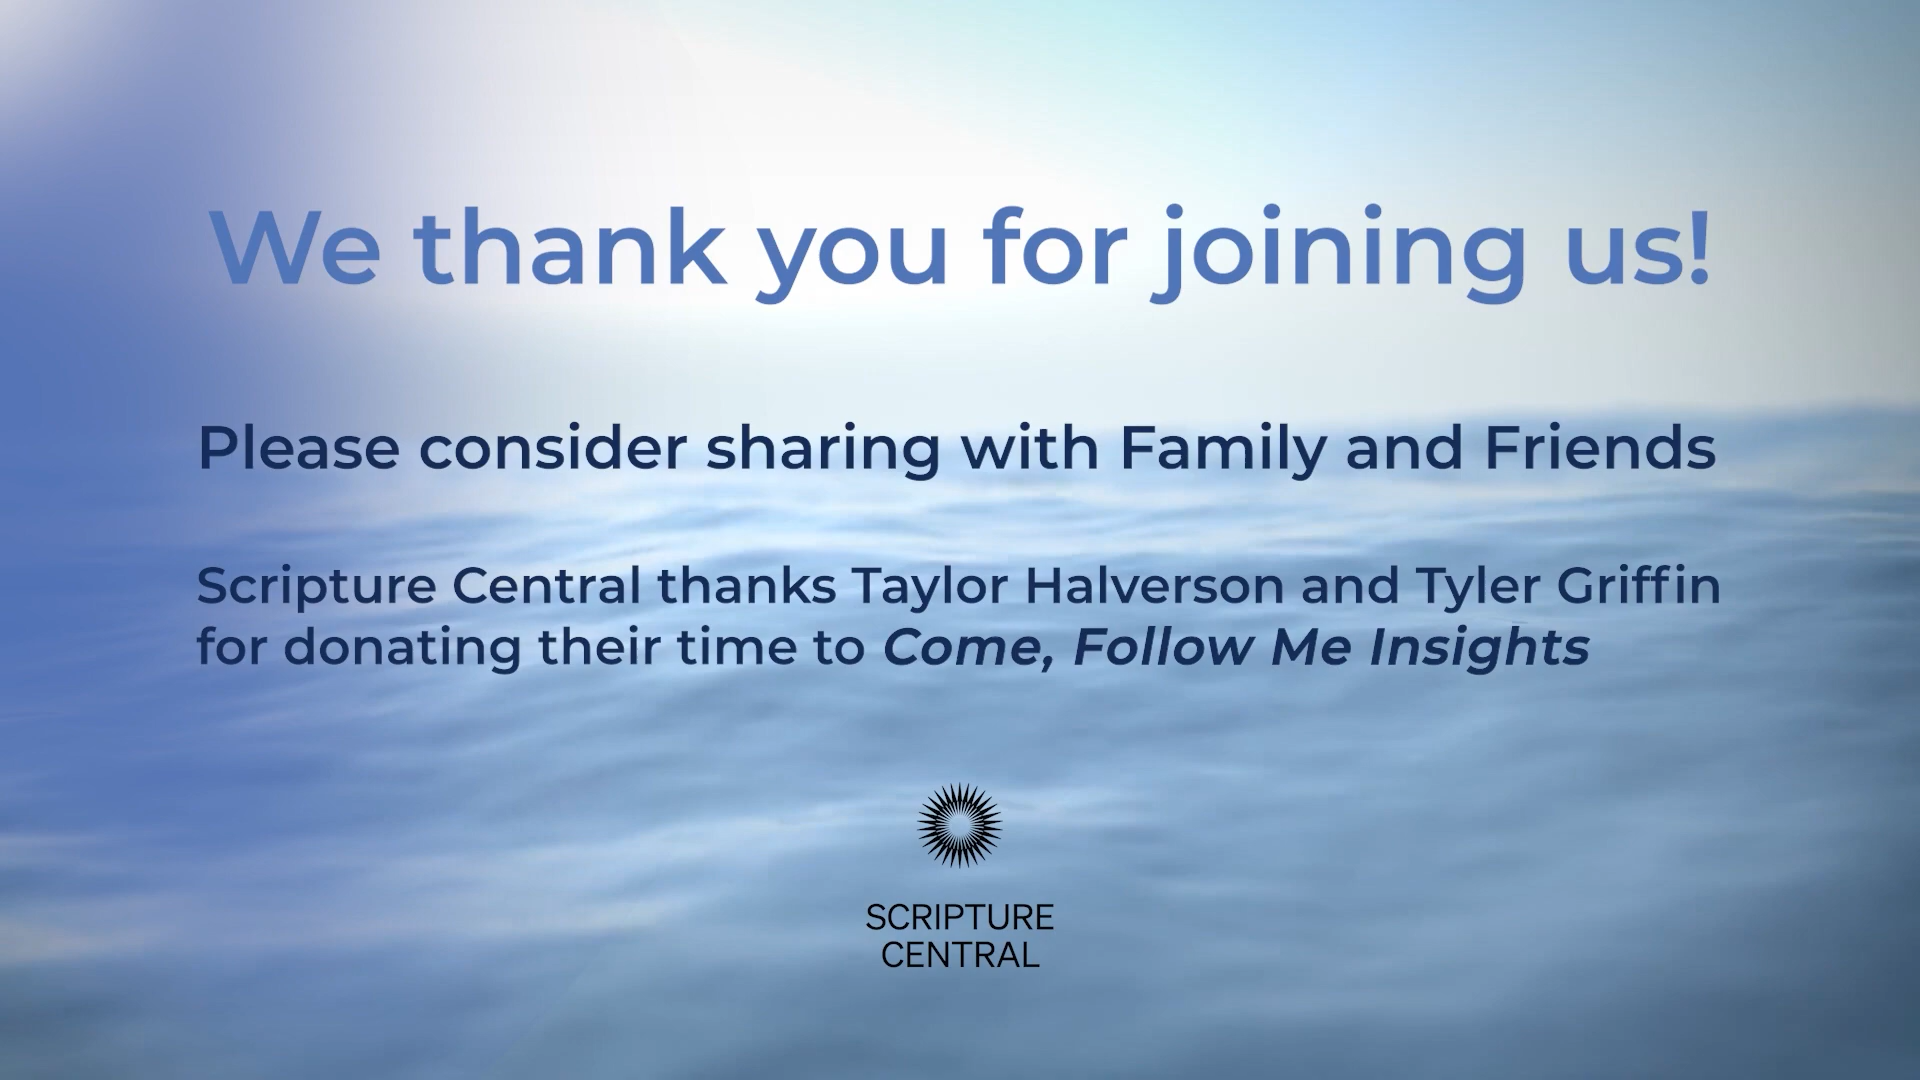 We thank you for joining us!
Please consider sharing with Family and Friends
Scripture Central thanks Taylor Halverson and Tyler Griffin
for donating their time to Come, Follow Me Insights
SCRIPTURE
CENTRAL